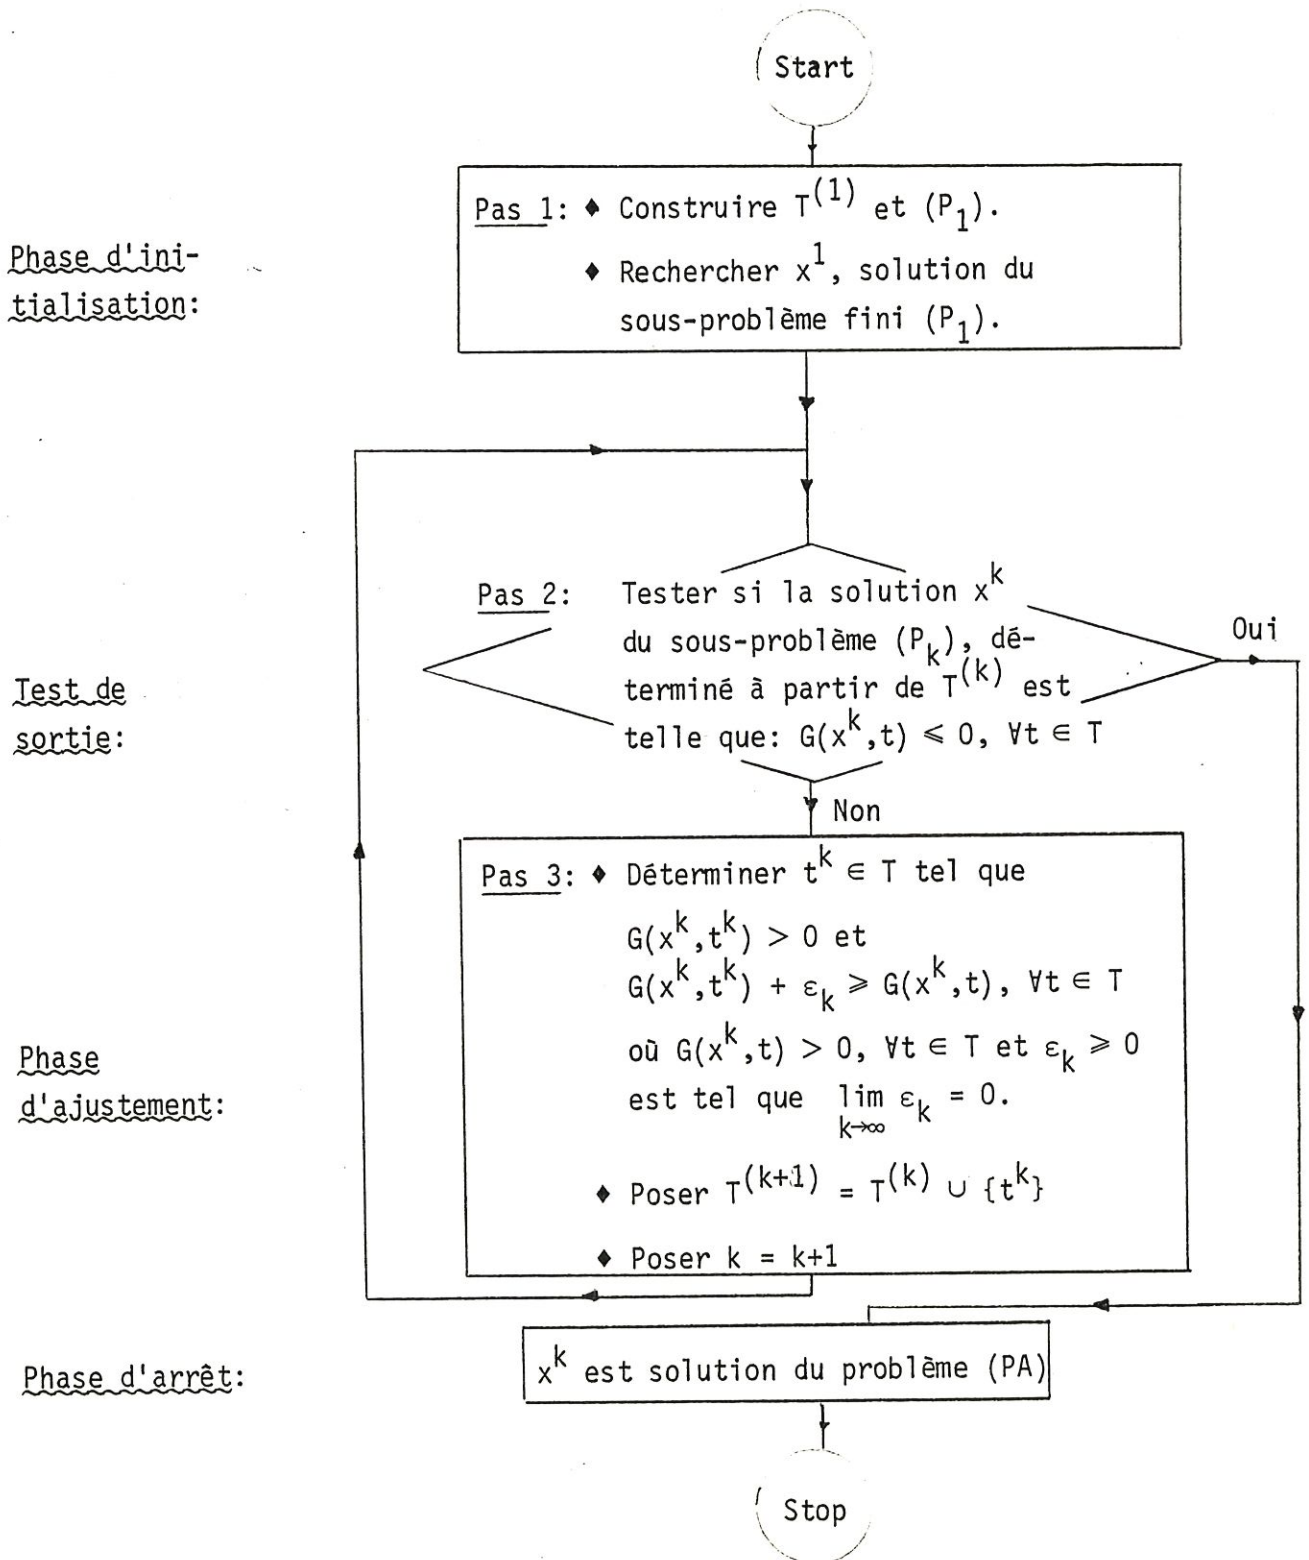 Start
Pas 1: ♦ Construire T^(1) et (P_1).
♦ Rechercher x^1, solution du
sous-problème fini (P_1).
Phase d'ini-
tialisation:
Pas 2: Tester si la solution x^k
du sous-problème (P_k), dé-
terminé à partir de T^(k) est
telle que: G(x^k,t) ⩽ 0, ∀t ∈ T
Oui
Test de
sortie:
Non
Pas 3: ♦ Déterminer t^k ∈ T tel que
G(x^k,t^k) > 0 et
G(x^k,t^k) + ε_k ⩾ G(x^k,t), ∀t ∈ T
où G(x^k,t) > 0, ∀t ∈ T et ε_k ⩾ 0
est tel que lim ε_k = 0.
k→∞
♦ Poser T^(k+1) = T^(k) ∪ {t^k}
♦ Poser k = k+1
Phase
d'ajustement:
Phase d'arrêt:
x^k est solution du problème (PA)
Stop